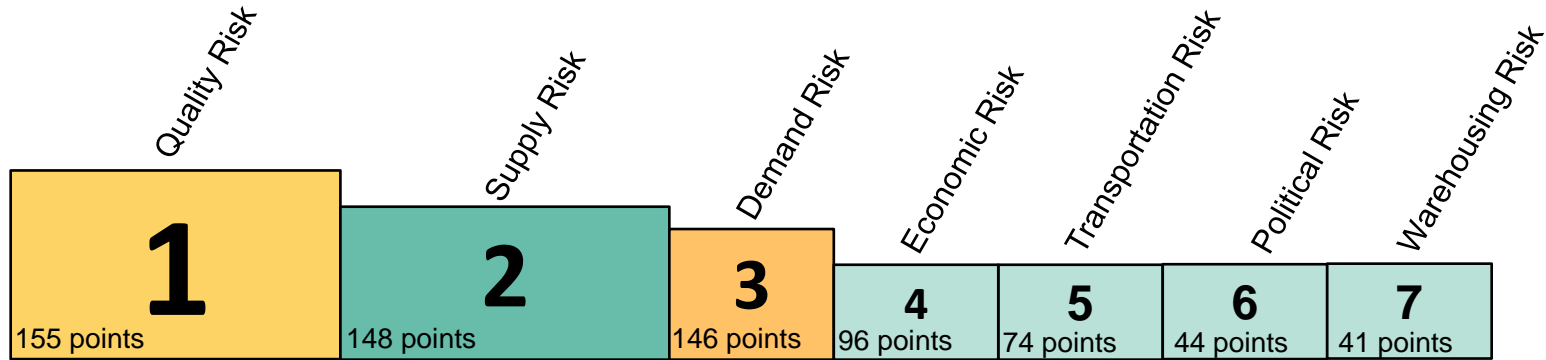 Quality Risk
Supply Risk
Demand Risk
Economic Risk
Transportation Risk
Political Risk
Warehousing Risk
1
2
3
4
5
6
7
155 points
148 points
146 points
96 points
74 points
44 points
41 points